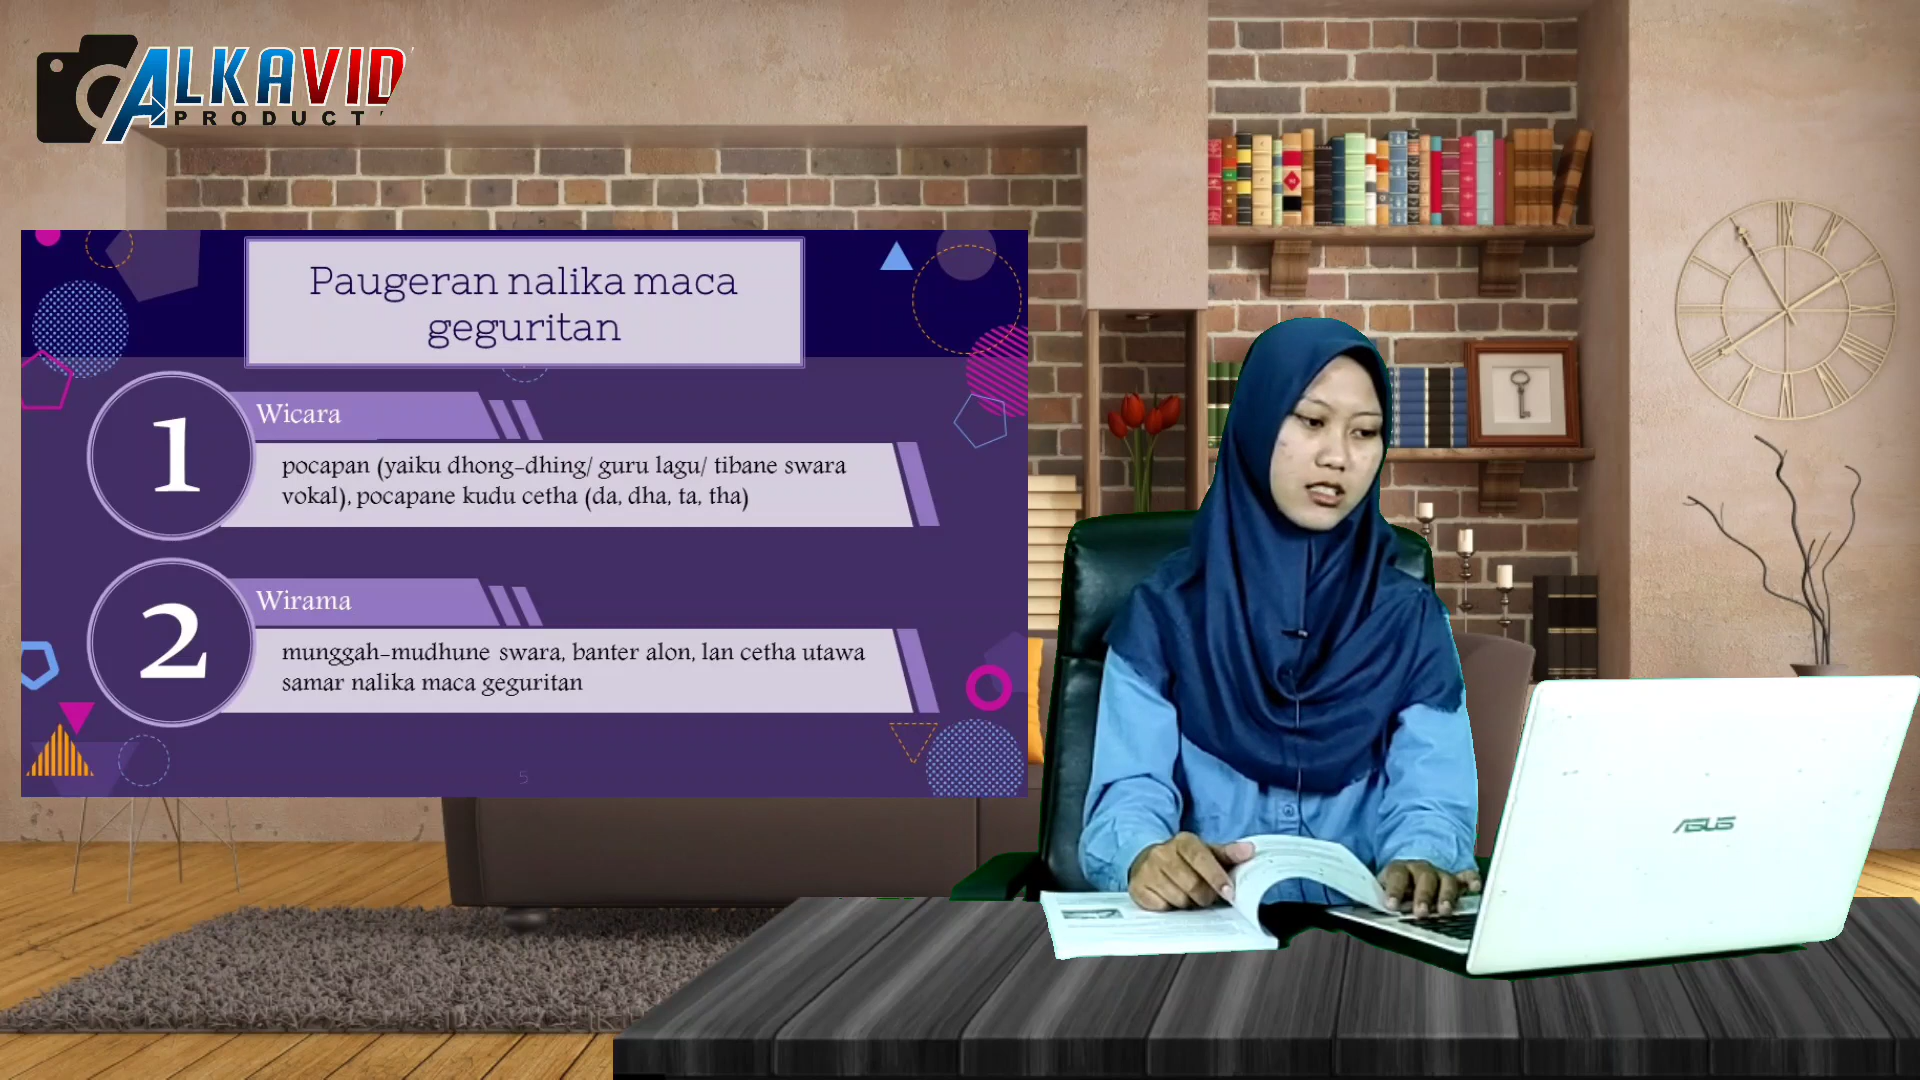 ALKAVID
PRODUCT
Paugeran nalika maca
geguritan
1
Wicara
pocapan (yaiku dhong-dhing/ guru lagu/ tibane swara
vokal), pocapane kudu cetha (da, dha, ta, tha)
2
Wirama
munggah-mudhune swara, banter alon, lan cetha utawa
samar nalika maca geguritan
5
ASUS